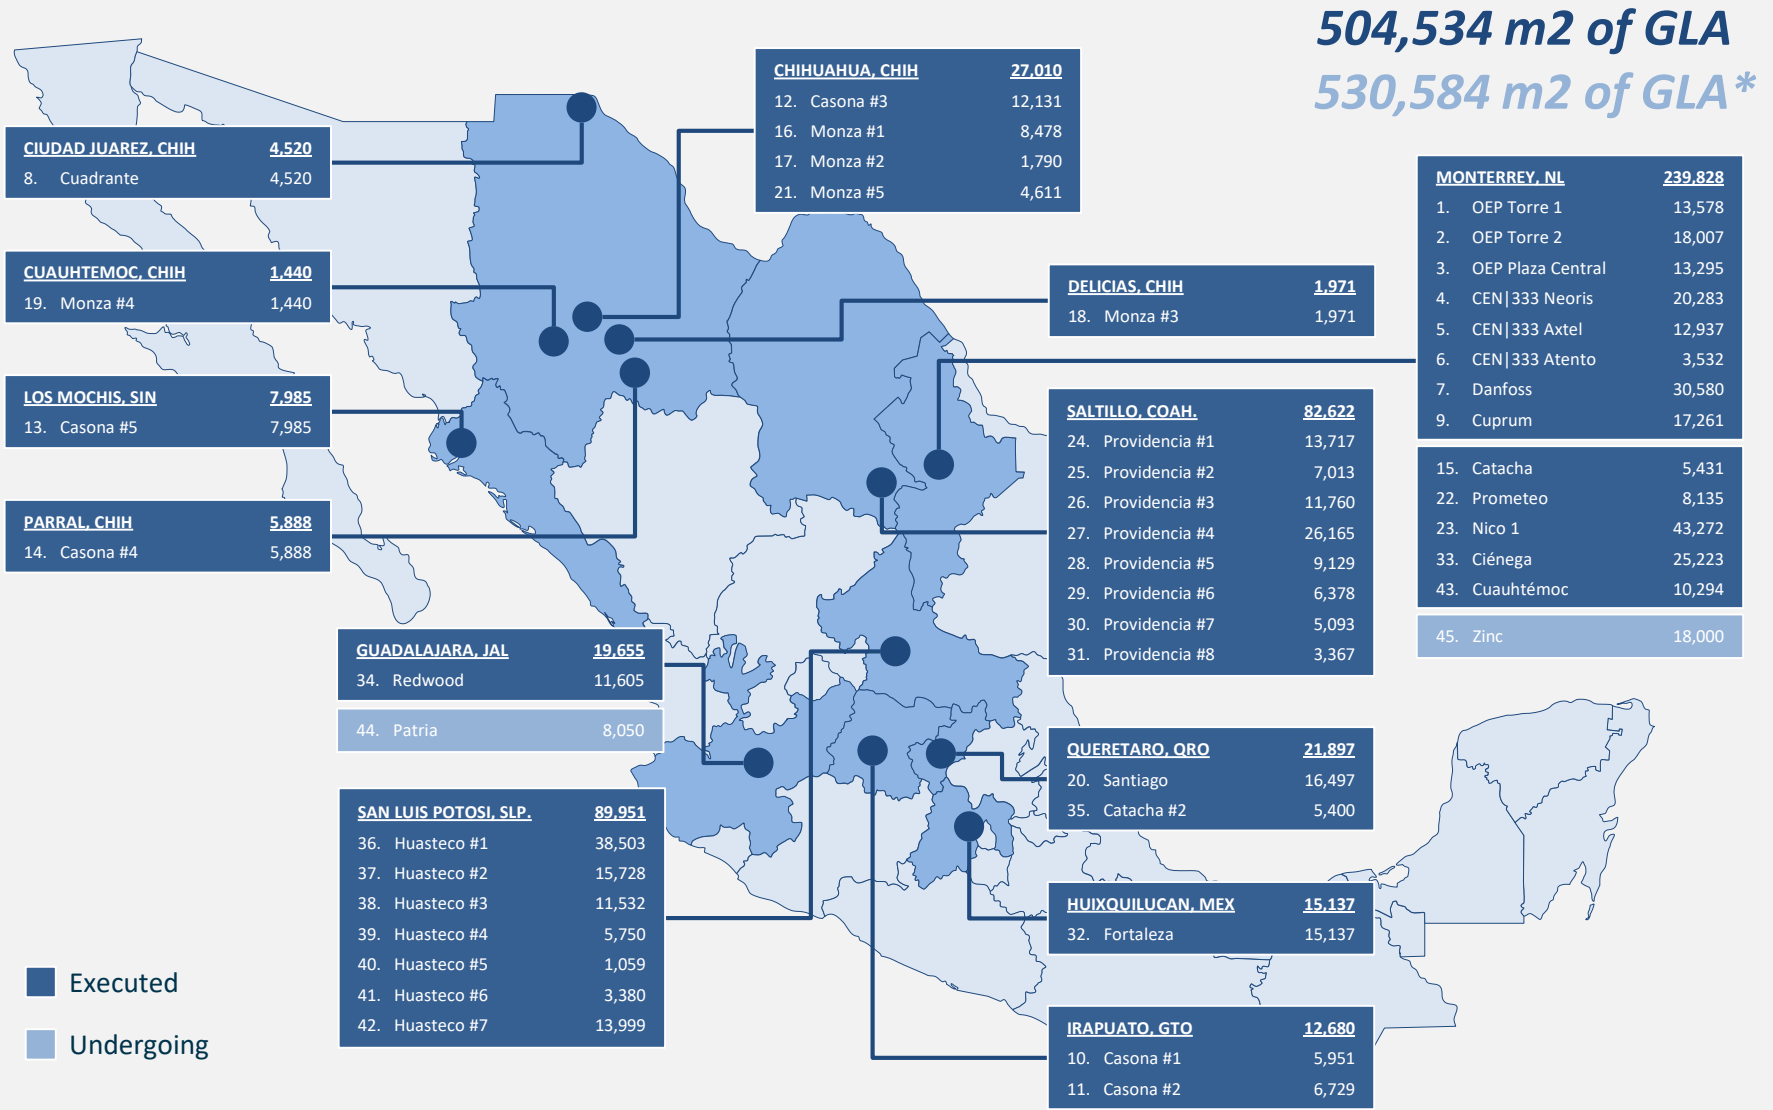 504,534 m2 of GLA
530,584 m2 of GLA*
CIUDAD JUAREZ, CHIH 4,520
8. Cuadrante 4,520
CUAUHTEMOC, CHIH 1,440
19. Monza #4 1,440
LOS MOCHIS, SIN 7,985
13. Casona #5 7,985
PARRAL, CHIH 5,888
14. Casona #4 5,888
CHIHUAHUA, CHIH 27,010
12. Casona #3 12,131
16. Monza #1 8,478
17. Monza #2 1,790
21. Monza #5 4,611
DELICIAS, CHIH 1,971
18. Monza #3 1,971
MONTERREY, NL 239,828
1. OEP Torre 1 13,578
2. OEP Torre 2 18,007
3. OEP Plaza Central 13,295
4. CEN|333 Neoris 20,283
5. CEN|333 Axtel 12,937
6. CEN|333 Atento 3,532
7. Danfoss 30,580
9. Cuprum 17,261
15. Catacha 5,431
22. Prometeo 8,135
23. Nico 1 43,272
33. Ciénega 25,223
43. Cuauhtémoc 10,294
45. Zinc 18,000
SALTILLO, COAH. 82,622
24. Providencia #1 13,717
25. Providencia #2 7,013
26. Providencia #3 11,760
27. Providencia #4 26,165
28. Providencia #5 9,129
29. Providencia #6 6,378
30. Providencia #7 5,093
31. Providencia #8 3,367
GUADALAJARA, JAL 19,655
34. Redwood 11,605
44. Patria 8,050
SAN LUIS POTOSI, SLP. 89,951
36. Huasteco #1 38,503
37. Huasteco #2 15,728
38. Huasteco #3 11,532
39. Huasteco #4 5,750
40. Huasteco #5 1,059
41. Huasteco #6 3,380
42. Huasteco #7 13,999
QUERETARO, QRO 21,897
20. Santiago 16,497
35. Catacha #2 5,400
HUIXQUILUCAN, MEX 15,137
32. Fortaleza 15,137
IRAPUATO, GTO 12,680
10. Casona #1 5,951
11. Casona #2 6,729
Executed
Undergoing